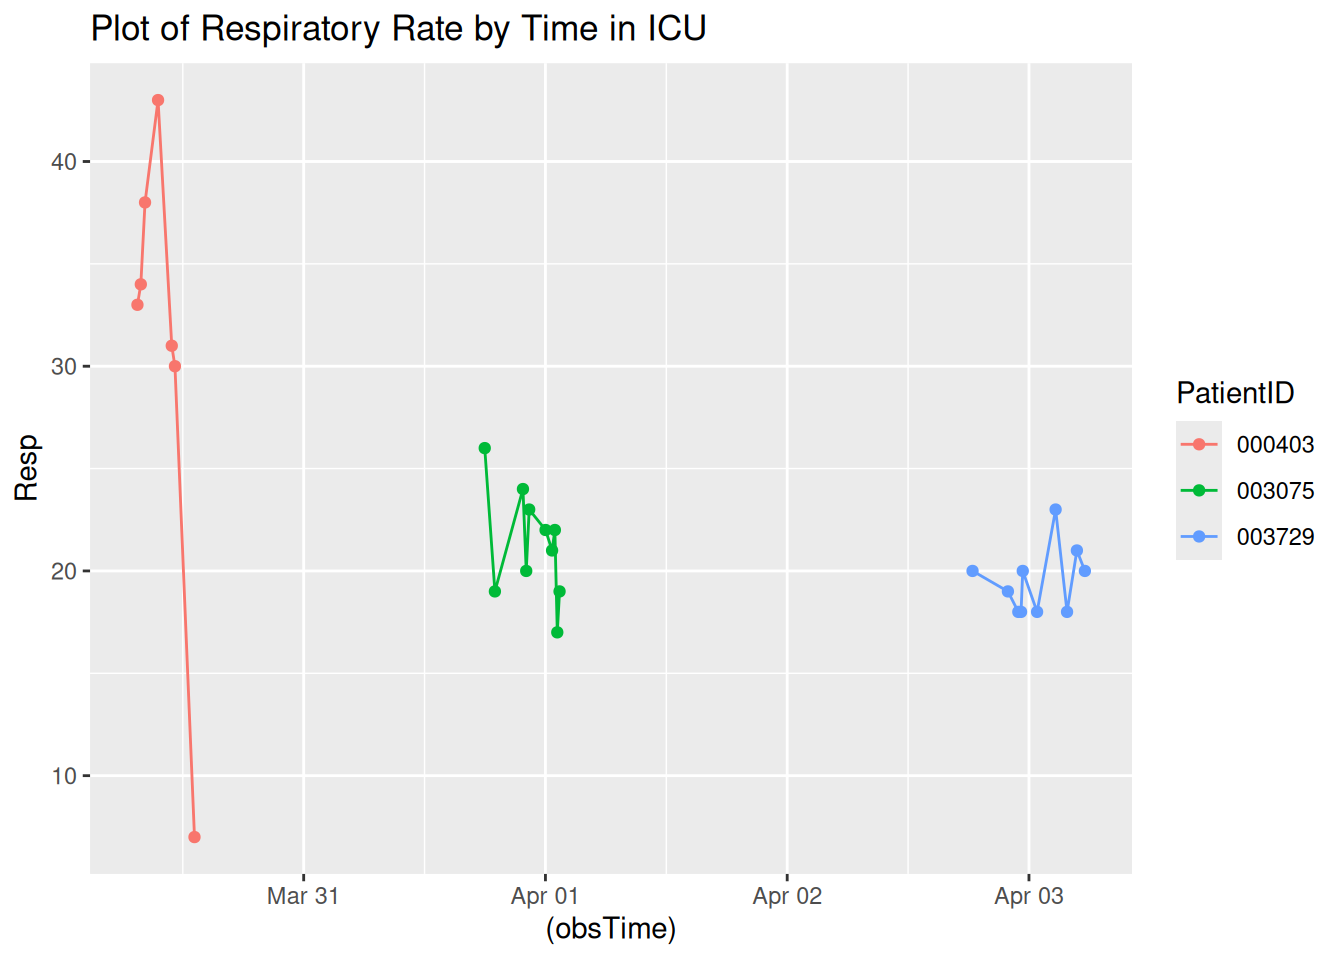 Plot of Respiratory Rate by Time in ICU
Resp
40
30
20
10
Mar 31
Apr 01
Apr 02
Apr 03
(obsTime)
PatientID
000403
003075
003729